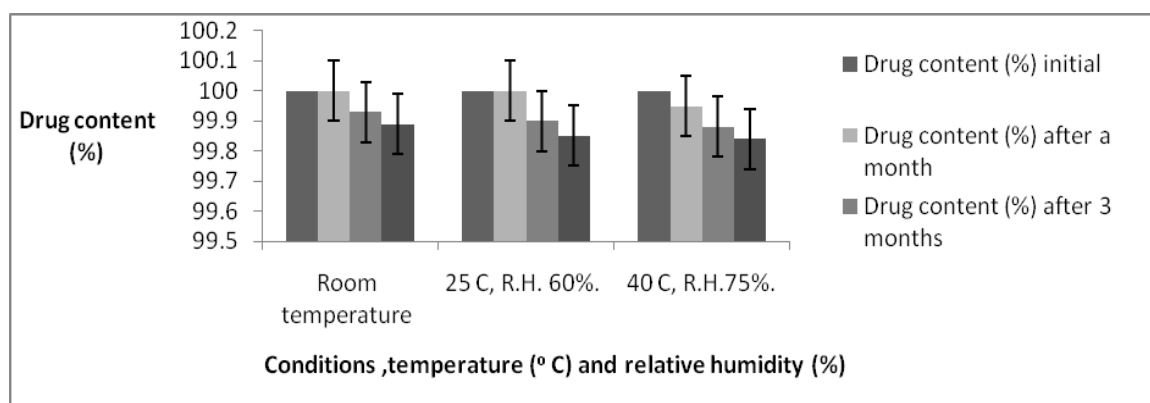 100.2
100.1
100
99.9
99.8
99.7
99.6
99.5
Drug content
(%)
Room
temperature
25 C, R.H. 60%.
40 C, R.H.75%.
Conditions ,temperature (º C) and relative humidity (%)
Drug content (%) initial
Drug content (%) after a
month
Drug content (%) after 3
months